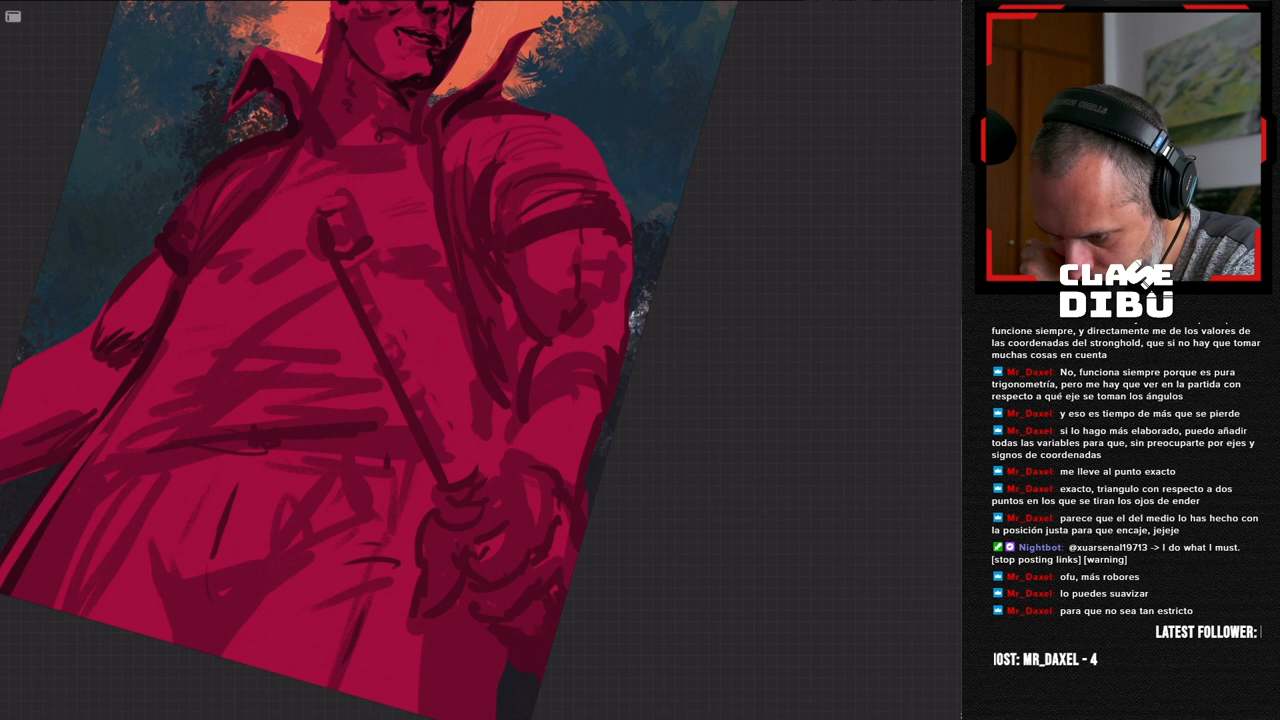 CLASE
DIBU
funcione siempre, y directamente me de los valores de
las coordenadas del stronghold, que si no hay que tomar
muchas cosas en cuenta
Mr_Daxel: No, funciona siempre porque es pura
trigonometría, pero me hay que ver en la partida con
respecto a qué eje se toman los ángulos
Mr_Daxel: y eso es tiempo de más que se pierde
Mr_Daxel: si lo hago más elaborado, puedo añadir
todas las variables para que, sin preocuparte por ejes y
signos de coordenadas
Mr_Daxel: me lleve al punto exacto
Mr_Daxel: exacto, triangulo con respecto a dos
puntos en los que se tiran los ojos de ender
Mr_Daxel: parece que el del medio lo has hecho con
la posición justa para que encaje, jejeje
Nightbot: @xuarsenal19713 -> I do what I must.
[stop posting links] [warning]
Mr_Daxel: ofu, más robores
Mr_Daxel: lo puedes suavizar
Mr_Daxel: para que no sea tan estricto
LATEST FOLLOWER:
OST: MR_DAXEL - 4